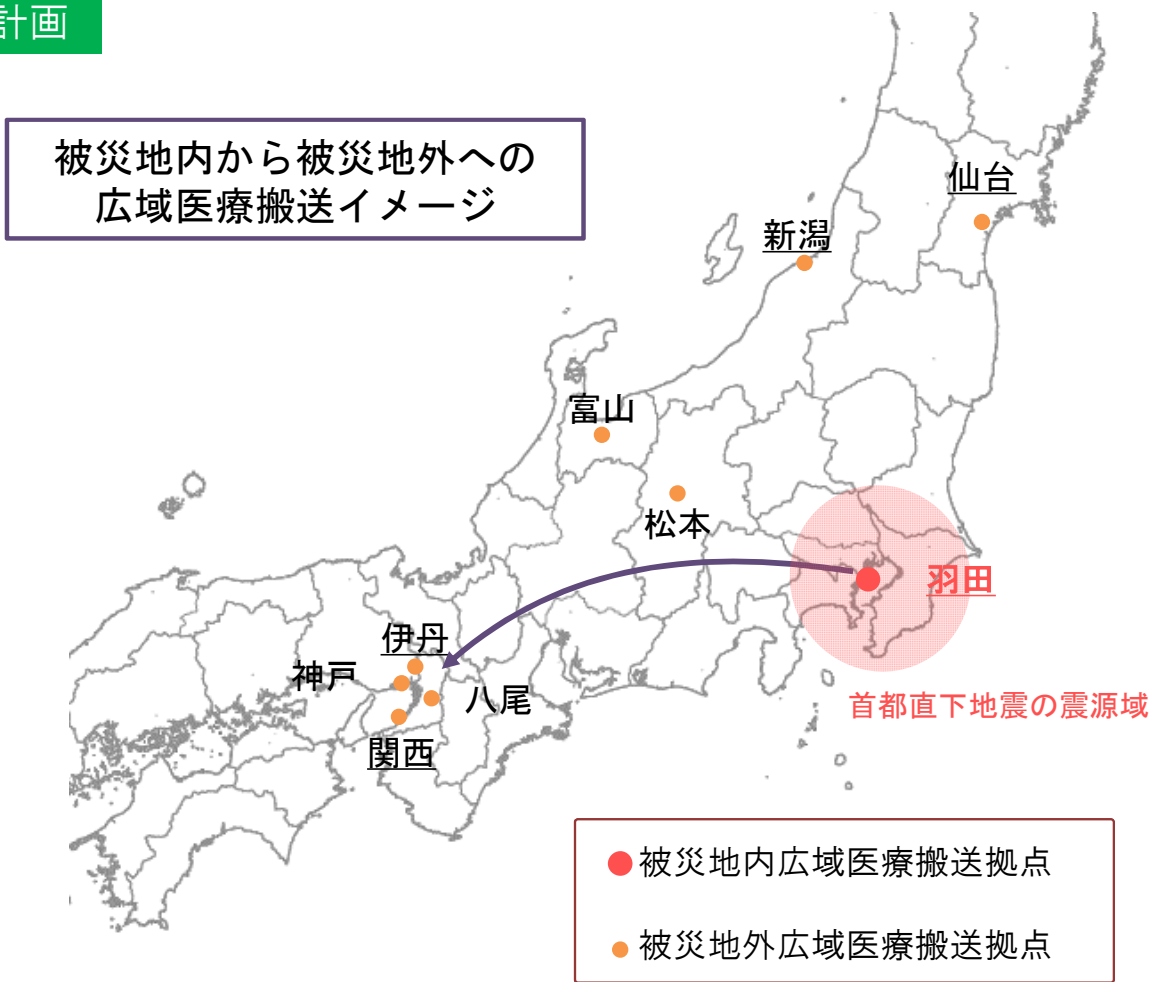 計画
被災地内から被災地外への
広域医療搬送イメージ
仙台
新潟
富山
松本
羽田
伊丹
神戸
八尾
首都直下地震の震源域
関西
被災地内広域医療搬送拠点
被災地外広域医療搬送拠点